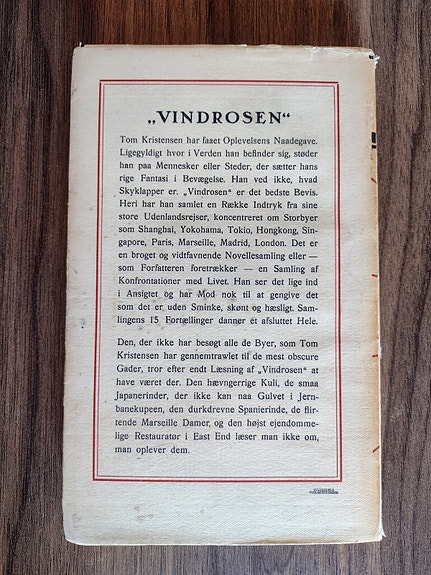 „VINDROSEN“
Tom Kristensen har faaet Oplevelsens Naadegave.
Ligegyldigt hvor i Verden han befinder sig, støder
han paa Mennesker eller Steder, der sætter hans
rige Fantasi i Bevægelse. Han ved ikke, hvad
Skyklapper er. „Vindrosen“ er det bedste Bevis.
Heri har han samlet en Række Indtryk fra sine
store Udenlandsrejser, koncentreret om Storbyer
som Shanghai, Yokohama, Tokio, Hongkong, Sin-
gapore, Paris, Marseille, Madrid, London. Det er
en broget og vidtfavnende Novellesamling eller —
som Forfatteren foretrækker — en Samling af
Konfrontationer med Livet. Han ser det lige ind
i Ansigtet og har Mod nok til at gengive det
som det er uden Sminke, skønt og hæsligt. Sam-
lingens 15 Fortællinger danner et afsluttet Hele.
Den, der ikke har besøgt alle de Byer, som Tom
Kristensen har gennemtrawlet til de mest obscure
Gader, tror efter endt Læsning af „Vindrosen“ at
have været der. Den hævngerrige Kuli, de smaa
Japanerinder, der ikke kan naa Gulvet i Jern-
banekupeen, den durkdrevne Spanierinde, de flir-
tende Marseille Damer, og den højst ejendomme-
lige Restauratør i East End læser man ikke om,
man oplever dem.